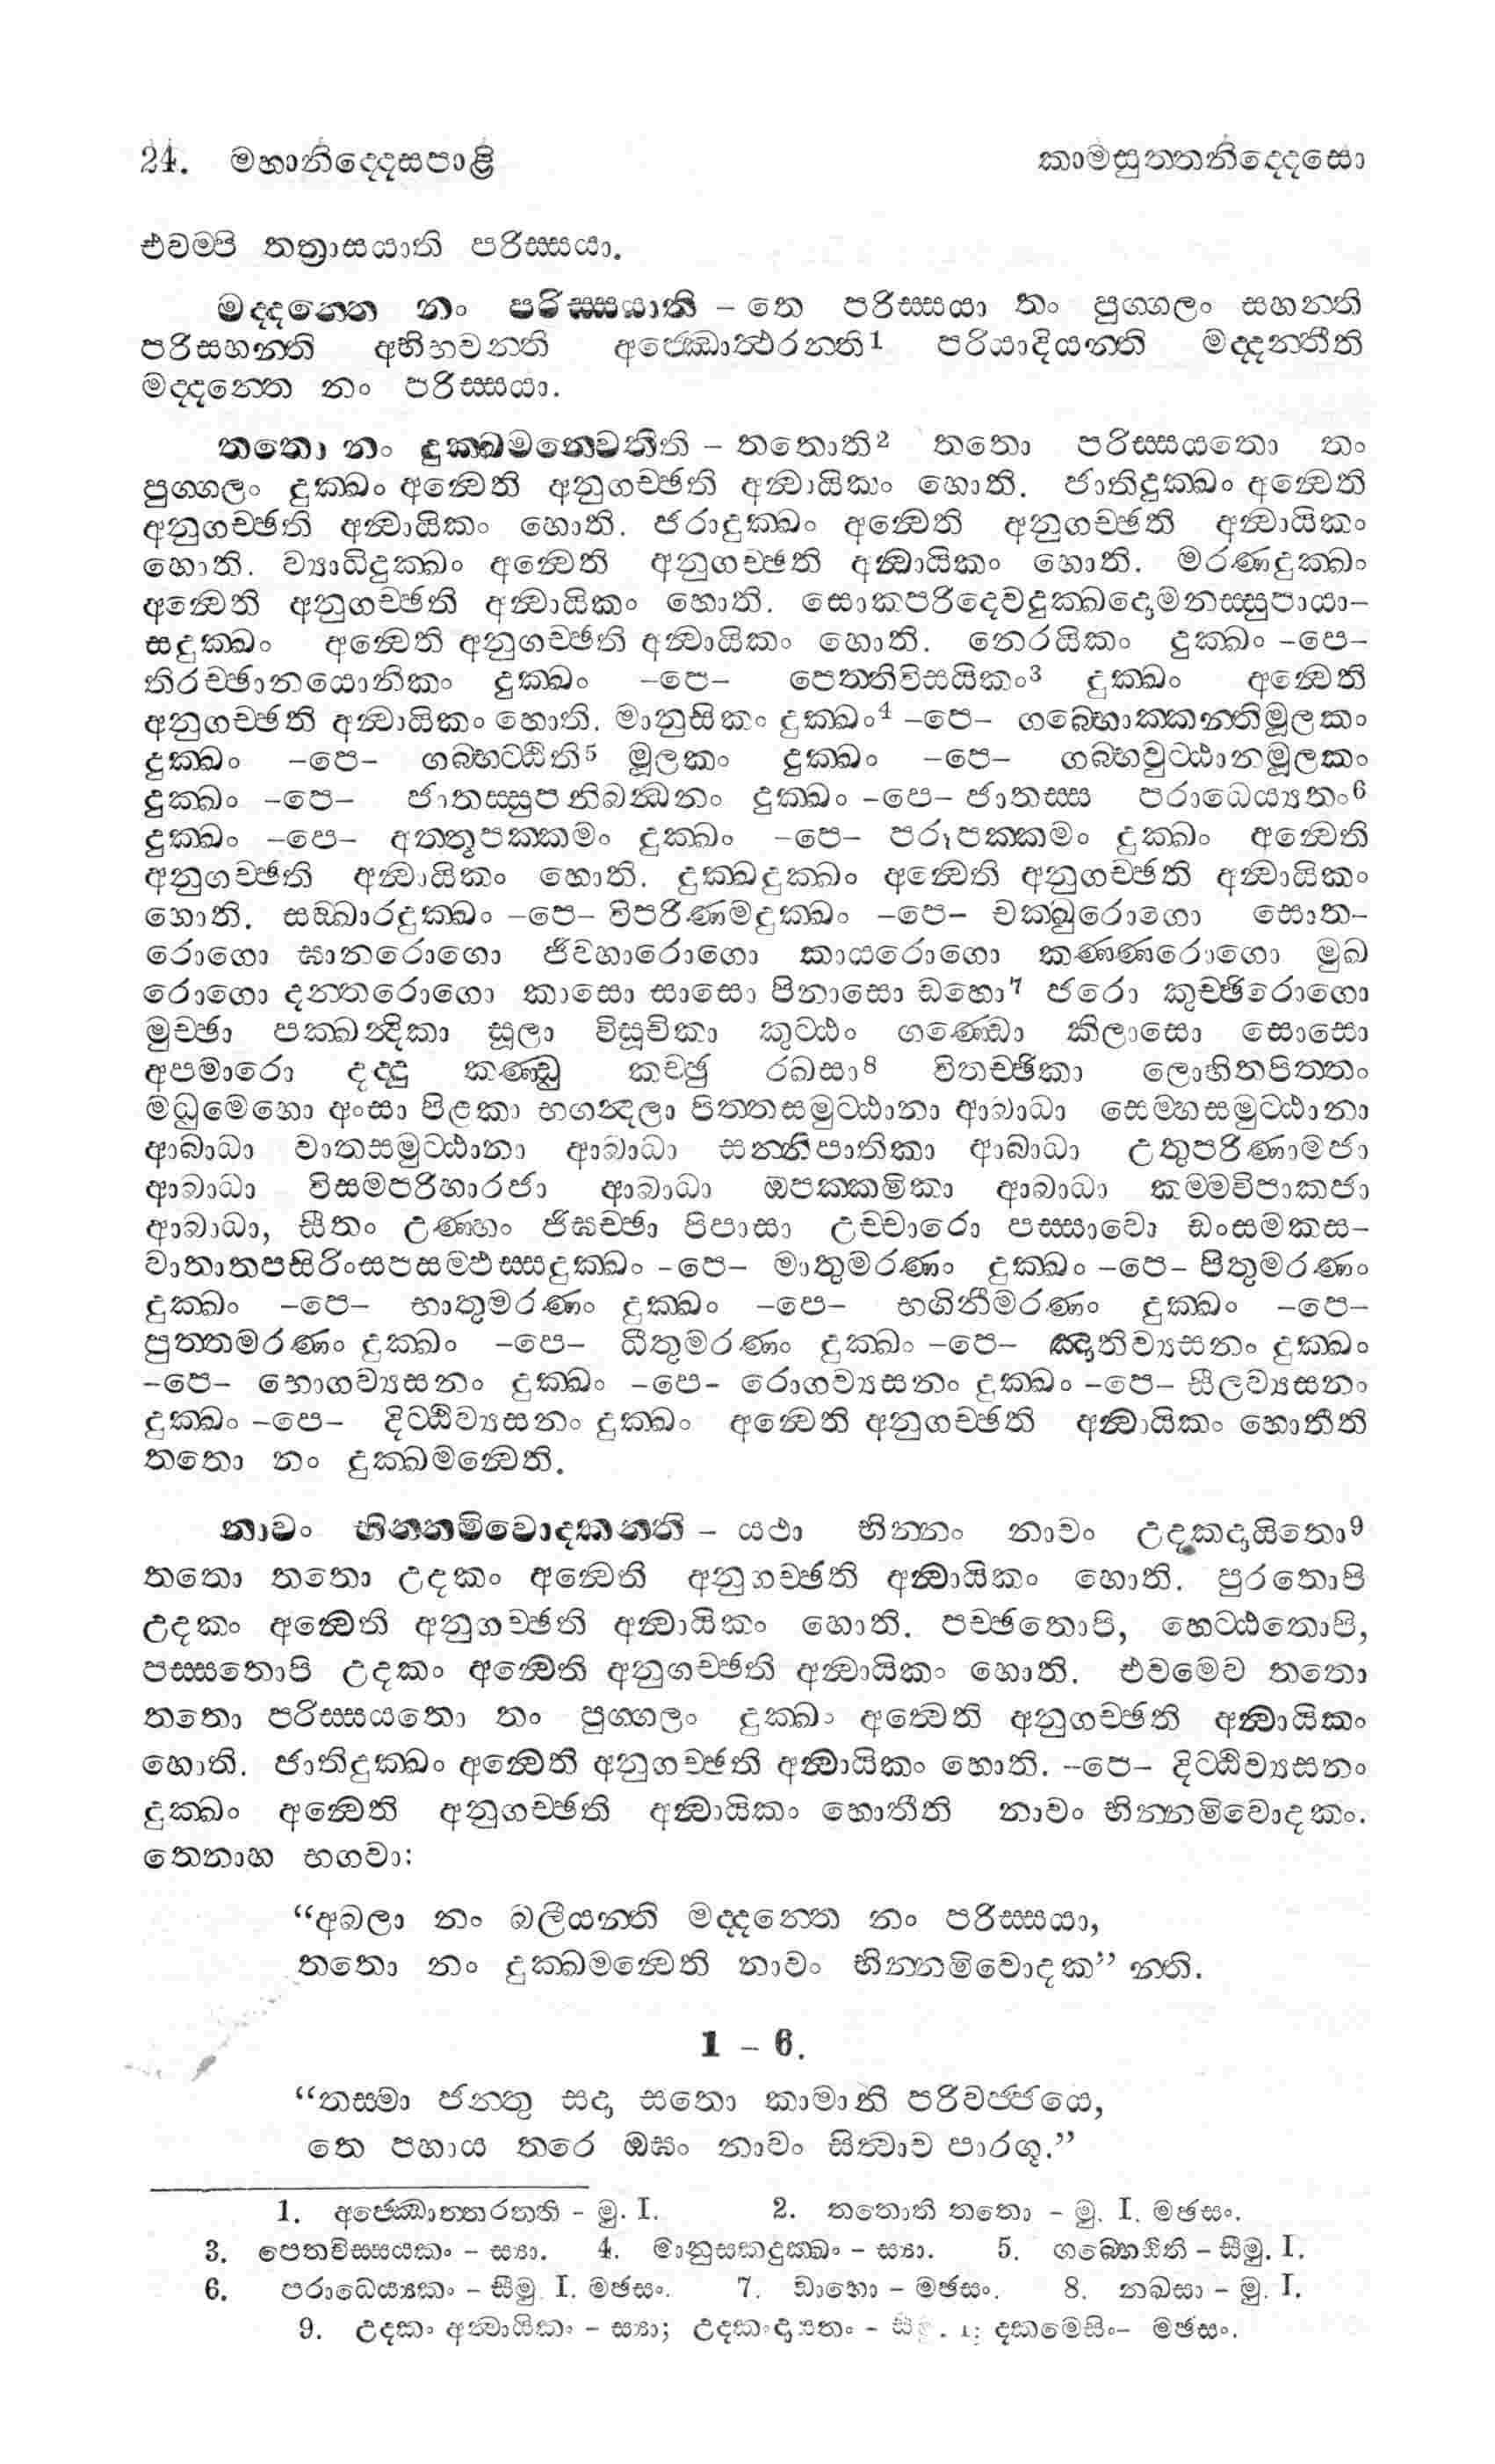 24. මහානිද්දෙසපාළි කාමසුත්තනිද්දෙසො
එවම්පි තත්‍රාසයාති පරිස්සයා.
මද්දන්තෙ නං පරිස්සයාති – තෙ පරිස්සයා තං පුග්ගලං සහන්ති
පරිසහන්ති අභිභවන්ති අජ්ඣොත්ථරන්ති1 පරියාදියන්ති මද්දන්තීති
මද්දන්තෙ නං පරිස්සයා.
තතො නං දුක්ඛමන්වෙතීති – තතොති2 තතො පරිස්සයතො තං
පුග්ගලං දුක්ඛං අන්වෙති අනුගච්ඡති අන්වායිකං හොති. ජාතිදුක්ඛං අන්වෙති
අනුගච්ඡති අන්වායිකං හොති. ජරාදුක්ඛං අන්වෙති අනුගච්ඡති අන්වායිකං
හොති. ව්‍යාධිදුක්ඛං අන්වෙති අනුගච්ඡති අන්වායිකං හොති. මරණදුක්ඛං
අන්වෙති අනුගච්ඡති අන්වායිකං හොති. සොකපරිදෙවදුක්ඛදොමනස්සුපායා-
සදුක්ඛං අන්වෙති අනුගච්ඡති අන්වායිකං හොති. නෙරයිකං දුක්ඛං –පෙ–
තිරච්ඡානයොනිකං දුක්ඛං –පෙ– පෙත්තිවිසයිකං3 දුක්ඛං අන්වෙති
අනුගච්ඡති අන්වායිකං හොති. මානුසිකං දුක්ඛං4 –පෙ– ගබ්භොක්කන්තිමූලකං
දුක්ඛං –පෙ– ගබ්භට්ඨිති5 මූලකං දුක්ඛං –පෙ– ගබ්භවුට්ඨානමූලකං
දුක්ඛං –පෙ– ජාතස්සුපනිබන්ධනං දුක්ඛං –පෙ– ජාතස්ස පරාධෙය්‍යතං6
දුක්ඛං –පෙ– අත්තූපක්කමං දුක්ඛං –පෙ– පරූපක්කමං දුක්ඛං අන්වෙති
අනුගච්ඡති අන්වායිකං හොති. දුක්ඛදුක්ඛං අන්වෙති අනුගච්ඡති අන්වායිකං
හොති. සඞ්ඛාරදුක්ඛං –පෙ– විපරිණාමදුක්ඛං –පෙ– චක්ඛුරොගො සොත-
රොගො ඝානරොගො ජිව්හාරොගො කායරොගො කණ්ණරොගො මුඛ
රොගො දන්තරොගො කාසො සාසො පිනාසො ඩහො7 ජරො කුච්ඡිරොගො
මුච්ඡා පක්ඛන්දිකා සූලා විසූචිකා කුට්ඨං ගණ්ඩො කිලාසො සොසො
අපමාරො දද්දු කණ්ඩු කච්ඡු රඛසා8 විතච්ඡිකා ලොහිතපිත්තං
මධුමෙහො අංසා පිළකා භගන්දලා පිත්තසමුට්ඨානා ආබාධා සෙම්හසමුට්ඨානා
ආබාධා වාතසමුට්ඨානා ආබාධා සන්නිපාතිකා ආබාධා උතුපරිණාමජා
ආබාධා විසමපරිහාරජා ආබාධා ඔපක්කමිකා ආබාධා කම්මවිපාකජා
ආබාධා, සීතං උණ්හං ජිඝච්ඡා පිපාසා උච්චාරො පස්සාවො ඩංසමකස-
වාතාතපසිරිංසපසම්ඵස්සදුක්ඛං –පෙ– මාතුමරණං දුක්ඛං –පෙ– පිතුමරණං
දුක්ඛං –පෙ– භාතුමරණං දුක්ඛං –පෙ– භගිනීමරණං දුක්ඛං –පෙ–
පුත්තමරණං දුක්ඛං –පෙ– ධීතුමරණං දුක්ඛං –පෙ– ඤාතිව්‍යසනං දුක්ඛං
–පෙ– භොගව්‍යසනං දුක්ඛං –පෙ– රොගව්‍යසනං දුක්ඛං –පෙ– සීලව්‍යසනං
දුක්ඛං –පෙ– දිට්ඨිව්‍යසනං දුක්ඛං අන්වෙති අනුගච්ඡති අන්වායිකං හොතීති
තතො නං දුක්ඛමන්වෙති.
නාවං භින්නමිවොදකන්ති – යථා භින්නං නාවං උදකදායිතො9
තතො තතො උදකං අන්වෙති අනුගච්ඡති අන්වායිකං හොති. පුරතොපි
උදකං අන්වෙති අනුගච්ඡති අන්වායිකං හොති. පච්ඡතොපි, හෙට්ඨතොපි,
පස්සතොපි උදකං අන්වෙති අනුගච්ඡති අන්වායිකං හොති. එවමෙව තතො
තතො පරිස්සයතො තං පුග්ගලං දුක්ඛං අන්වෙති අනුගච්ඡති අන්වායිකං
හොති. ජාතිදුක්ඛං අන්වෙති අනුගච්ඡති අන්වායිකං හොති. –පෙ– දිට්ඨිව්‍යසනං
දුක්ඛං අන්වෙති අනුගච්ඡති අන්වායිකං හොතීති නාවං භින්නමිවොදකං.
තෙනාහ භගවා:
“අබලා නං බලීයන්ති මද්දන්තෙ නං පරිස්සයා,
තතො නං දුක්ඛමන්වෙති නාවං භින්නමිවොදක” න්ති.
1 – 6.
“තස්මා ජන්තු සදා සතො කාමානි පරිවජ්ජයෙ,
තෙ පහාය තරෙ ඔඝං නාවං සිත්වාව පාරගූ.”
1. අජ්ඣොත්තරන්ති – මු. I. 2. තතොති තතො – මු. I. මඡසං.
3. පෙතවිස්සයකං – ස්‍යා. 4. මානුසකදුක්ඛං – ස්‍යා. 5. ගබ්භෙඨිති – සීමු. I.
6. පරාධෙය්‍යකං – සීමු. I. මඡසං. 7. ඩාහො – මඡසං. 8. නඛසා – මු. I.
9. උදකං අන්වායිකං – ස්‍යා; උදකං දකමෙසිං– මඡසං.